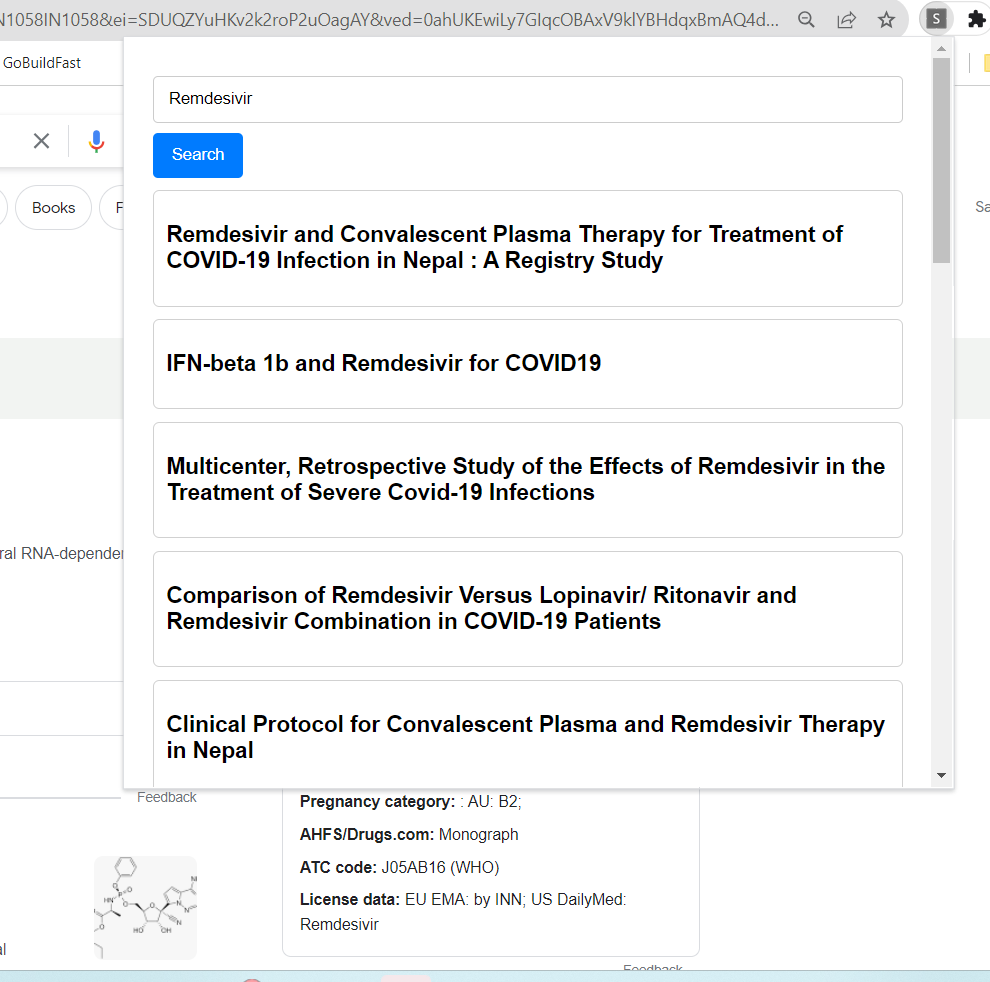 N1058IN1058&ei=SDUQZYuHKv2k2roP2uOagAY&ved=0ahUKEwiLy7GIqcOBAxV9klYBHdqxBmAQ4d...
S
GoBuildFast
Remdesivir
Search
Books
F
Sa
Remdesivir and Convalescent Plasma Therapy for Treatment of
COVID-19 Infection in Nepal : A Registry Study
IFN-beta 1b and Remdesivir for COVID19
Multicenter, Retrospective Study of the Effects of Remdesivir in the
Treatment of Severe Covid-19 Infections
ral RNA-depender
Comparison of Remdesivir Versus Lopinavir/ Ritonavir and
Remdesivir Combination in COVID-19 Patients
Clinical Protocol for Convalescent Plasma and Remdesivir Therapy
in Nepal
Feedback
Pregnancy category: : AU: B2;
AHFS/Drugs.com: Monograph
ATC code: J05AB16 (WHO)
License data: EU EMA: by INN; US DailyMed:
Remdesivir
HN
HO
OH
al
Feedback